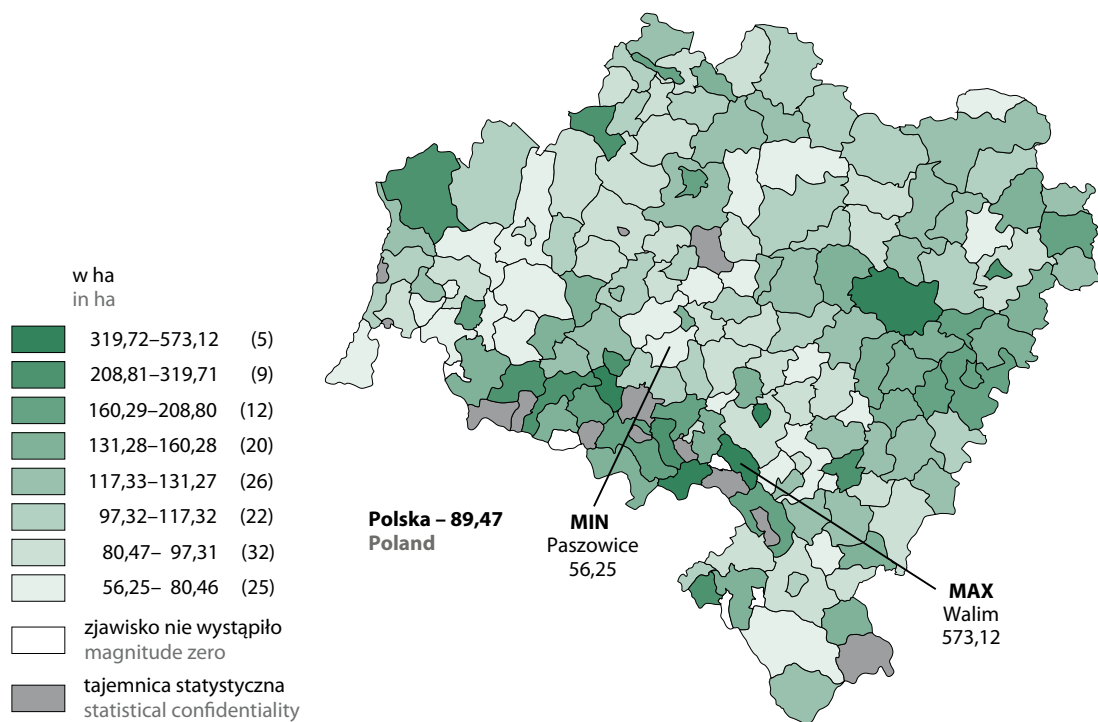 w ha
in ha
319,72–573,12 (5)
208,81–319,71 (9)
160,29–208,80 (12)
131,28–160,28 (20)
117,33–131,27 (26)
97,32–117,32 (22)
80,47– 97,31 (32)
56,25– 80,46 (25)
zjawisko nie wystąpiło
magnitude zero
tajemnica statystyczna
statistical confidentiality
Polska – 89,47
Poland
MIN
Paszowice
56,25
MAX
Walim
573,12